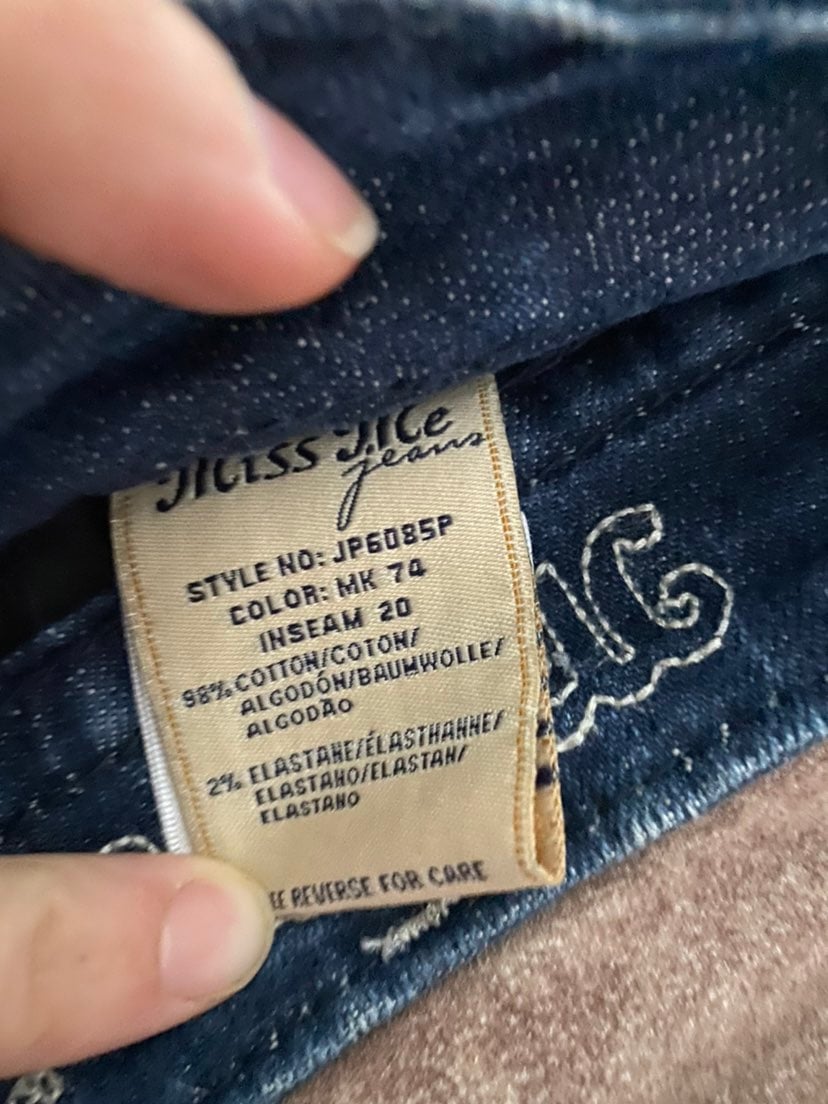 Miss Me
jeans
STYLE NO: JP6085P
COLOR: MK 74
INSEAM 20
98% COTTON/COTON/
ALGODÓN/BAUMWOLLE/
ALGODÃO
2% ELASTANE/ÉLASTHANNE/
ELASTANO/ELASTAN/
ELASTANO
REVERSE FOR CARE